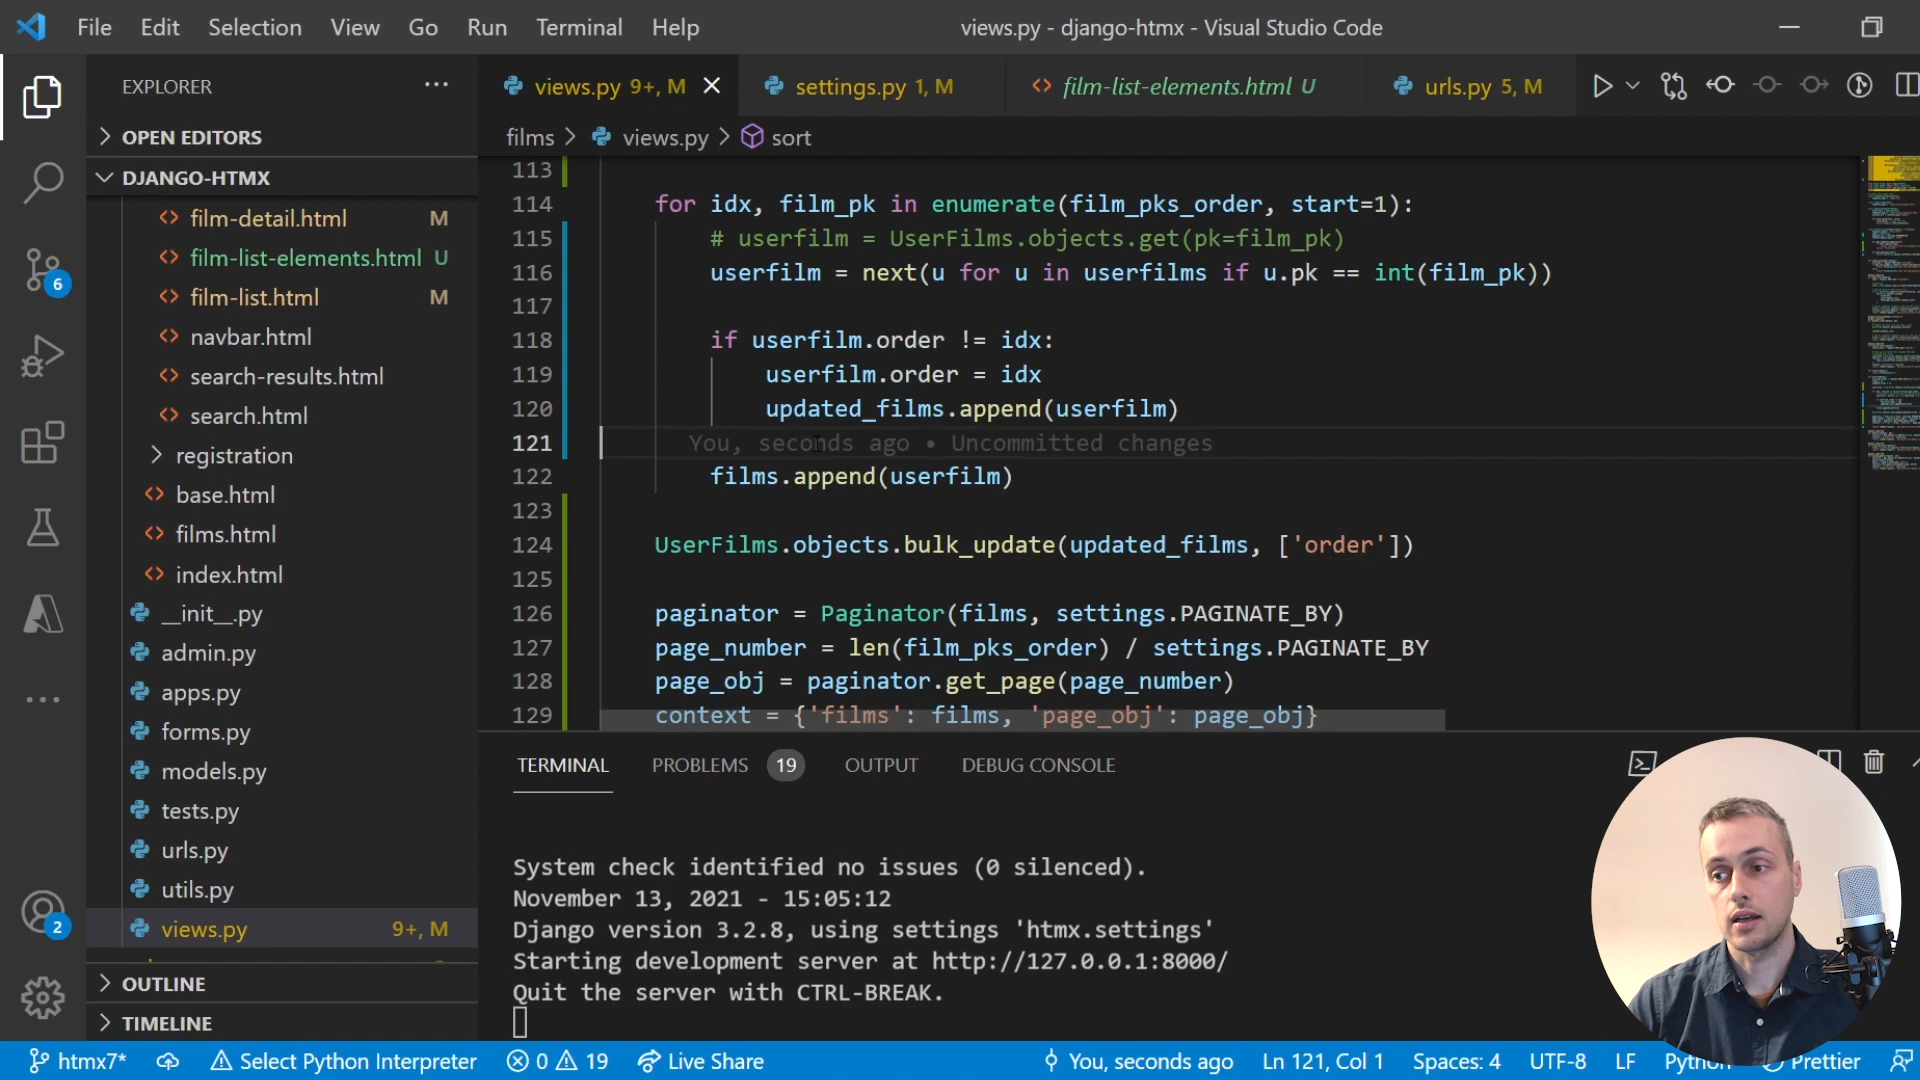 File Edit Selection View Go Run Terminal Help
views.py - django-htmx - Visual Studio Code
EXPLORER
OPEN EDITORS
DJANGO-HTMX
film-detail.html M
film-list-elements.html U
film-list.html M
navbar.html
search-results.html
search.html
registration
base.html
films.html
index.html
__init__.py
admin.py
apps.py
forms.py
models.py
tests.py
urls.py
utils.py
views.py 9+, M
OUTLINE
TIMELINE
6
2
views.py 9+, M
settings.py 1, M
film-list-elements.html U
urls.py 5, M
films > views.py > sort
113
114 for idx, film_pk in enumerate(film_pks_order, start=1):
115 # userfilm = UserFilms.objects.get(pk=film_pk)
116 userfilm = next(u for u in userfilms if u.pk == int(film_pk))
117
118 if userfilm.order != idx:
119 userfilm.order = idx
120 updated_films.append(userfilm)
121 You, seconds ago • Uncommitted changes
122 films.append(userfilm)
123
124 UserFilms.objects.bulk_update(updated_films, ['order'])
125
126 paginator = Paginator(films, settings.PAGINATE_BY)
127 page_number = len(film_pks_order) / settings.PAGINATE_BY
128 page_obj = paginator.get_page(page_number)
129 context = {'films': films, 'page_obj': page_obj}
TERMINAL PROBLEMS 19 OUTPUT DEBUG CONSOLE
System check identified no issues (0 silenced).
November 13, 2021 - 15:05:12
Django version 3.2.8, using settings 'htmx.settings'
Starting development server at http://127.0.0.1:8000/
Quit the server with CTRL-BREAK.
htmx7* Select Python Interpreter 0 19 Live Share You, seconds ago Ln 121, Col 1 Spaces: 4 UTF-8 LF Python Prettier